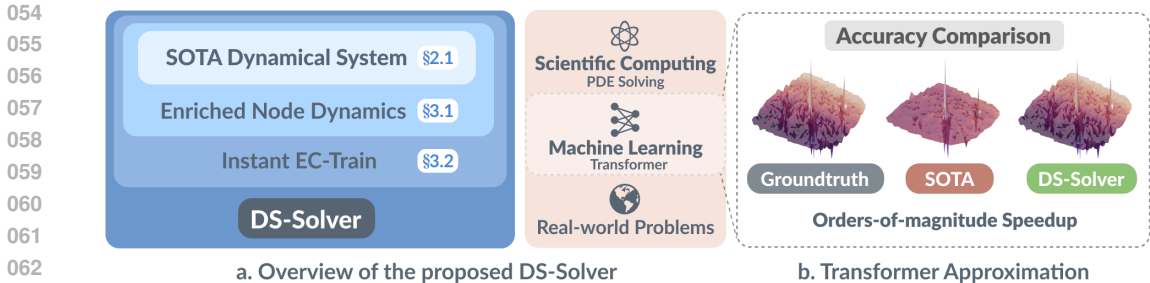 054
055
056
057
058
059
060
061
062
SOTA Dynamical System §2.1
Enriched Node Dynamics §3.1
Instant EC-Train §3.2
DS-Solver
Scientific Computing
PDE Solving
Machine Learning
Transformer
Real-world Problems
Accuracy Comparison
Groundtruth
SOTA
DS-Solver
Orders-of-magnitude Speedup
a. Overview of the proposed DS-Solver
b. Transformer Approximation